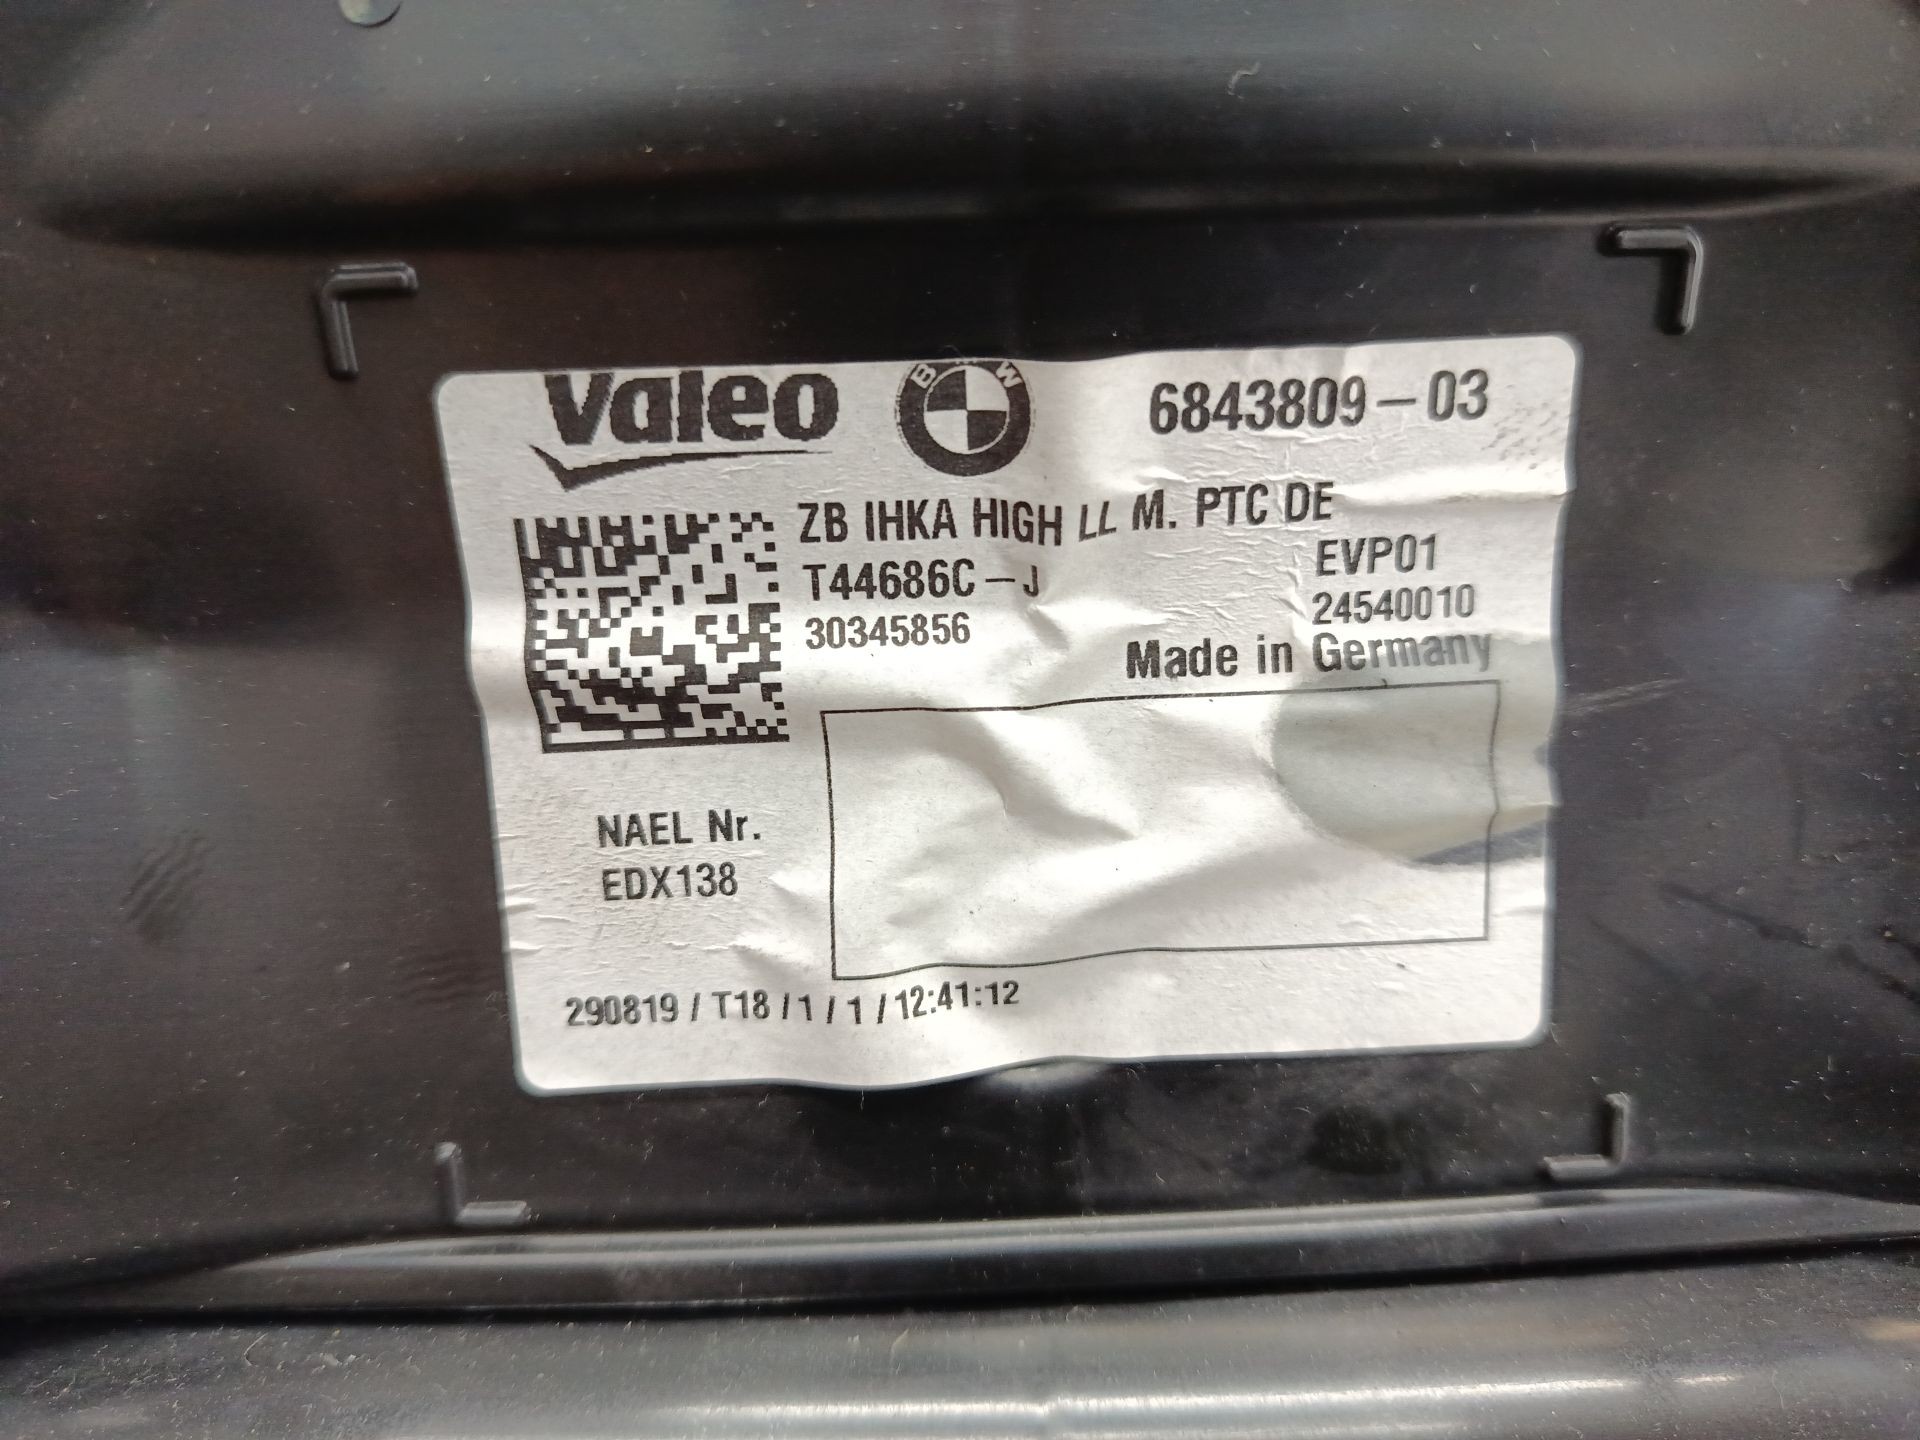 Valeo BMW 6843809-03
ZB IHKA HIGH LL M. PTC DE
T44686C-J EVP01
30345856 24540010
Made in Germany
NAEL Nr.
EDX138
290819 / T18 / 1 / 1 / 12:41:12